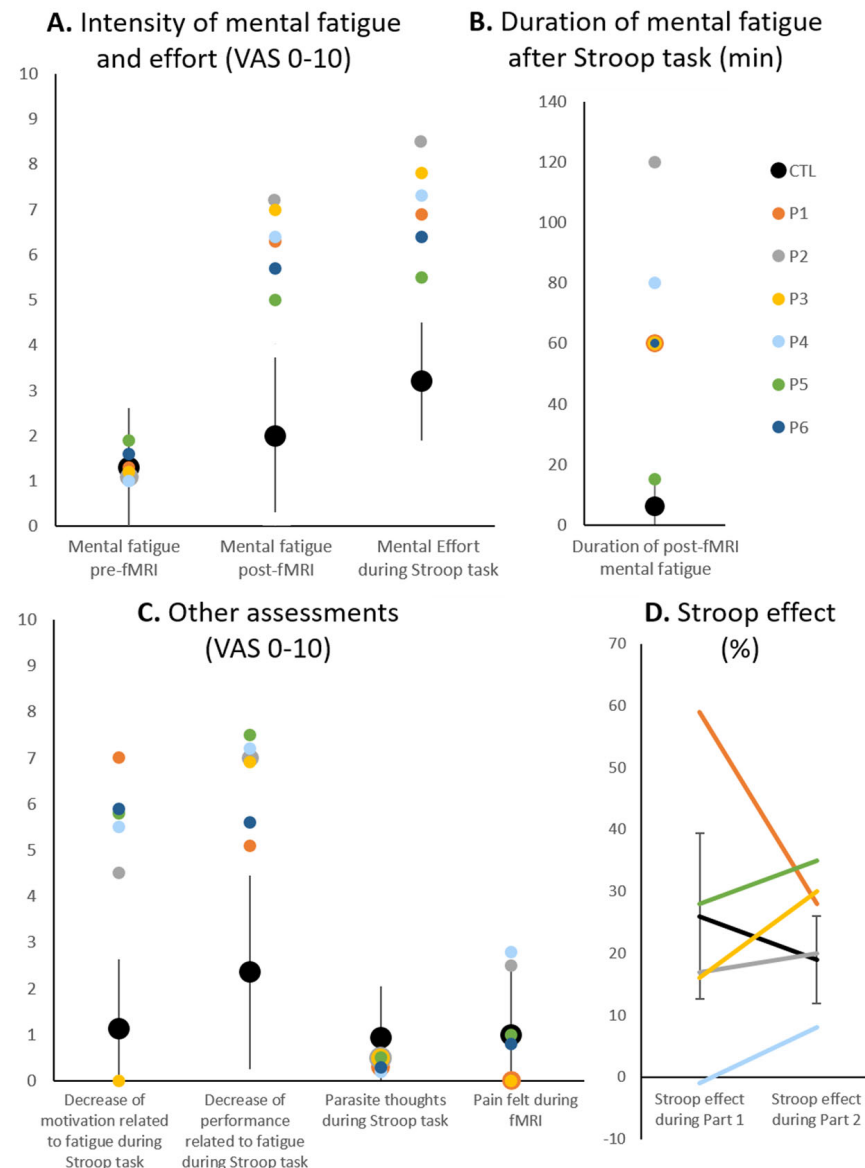 A. Intensity of mental fatigue
and effort (VAS 0-10)
10
9
8
7
6
5
4
3
2
1
0
Mental fatigue
pre-fMRI
Mental fatigue
post-fMRI
Mental Effort
during Stroop task
B. Duration of mental fatigue
after Stroop task (min)
140
120
100
80
60
40
20
0
Duration of post-fMRI
mental fatigue
CTL
P1
P2
P3
P4
P5
P6
C. Other assessments
(VAS 0-10)
10
9
8
7
6
5
4
3
2
1
0
Decrease of
motivation related
to fatigue during
Stroop task
Decrease of
performance
related to fatigue
during Stroop task
Parasite thoughts
during Stroop task
Pain felt during
fMRI
D. Stroop effect
(%)
70
60
50
40
30
20
10
0
-10
Stroop effect
during Part 1
Stroop effect
during Part 2